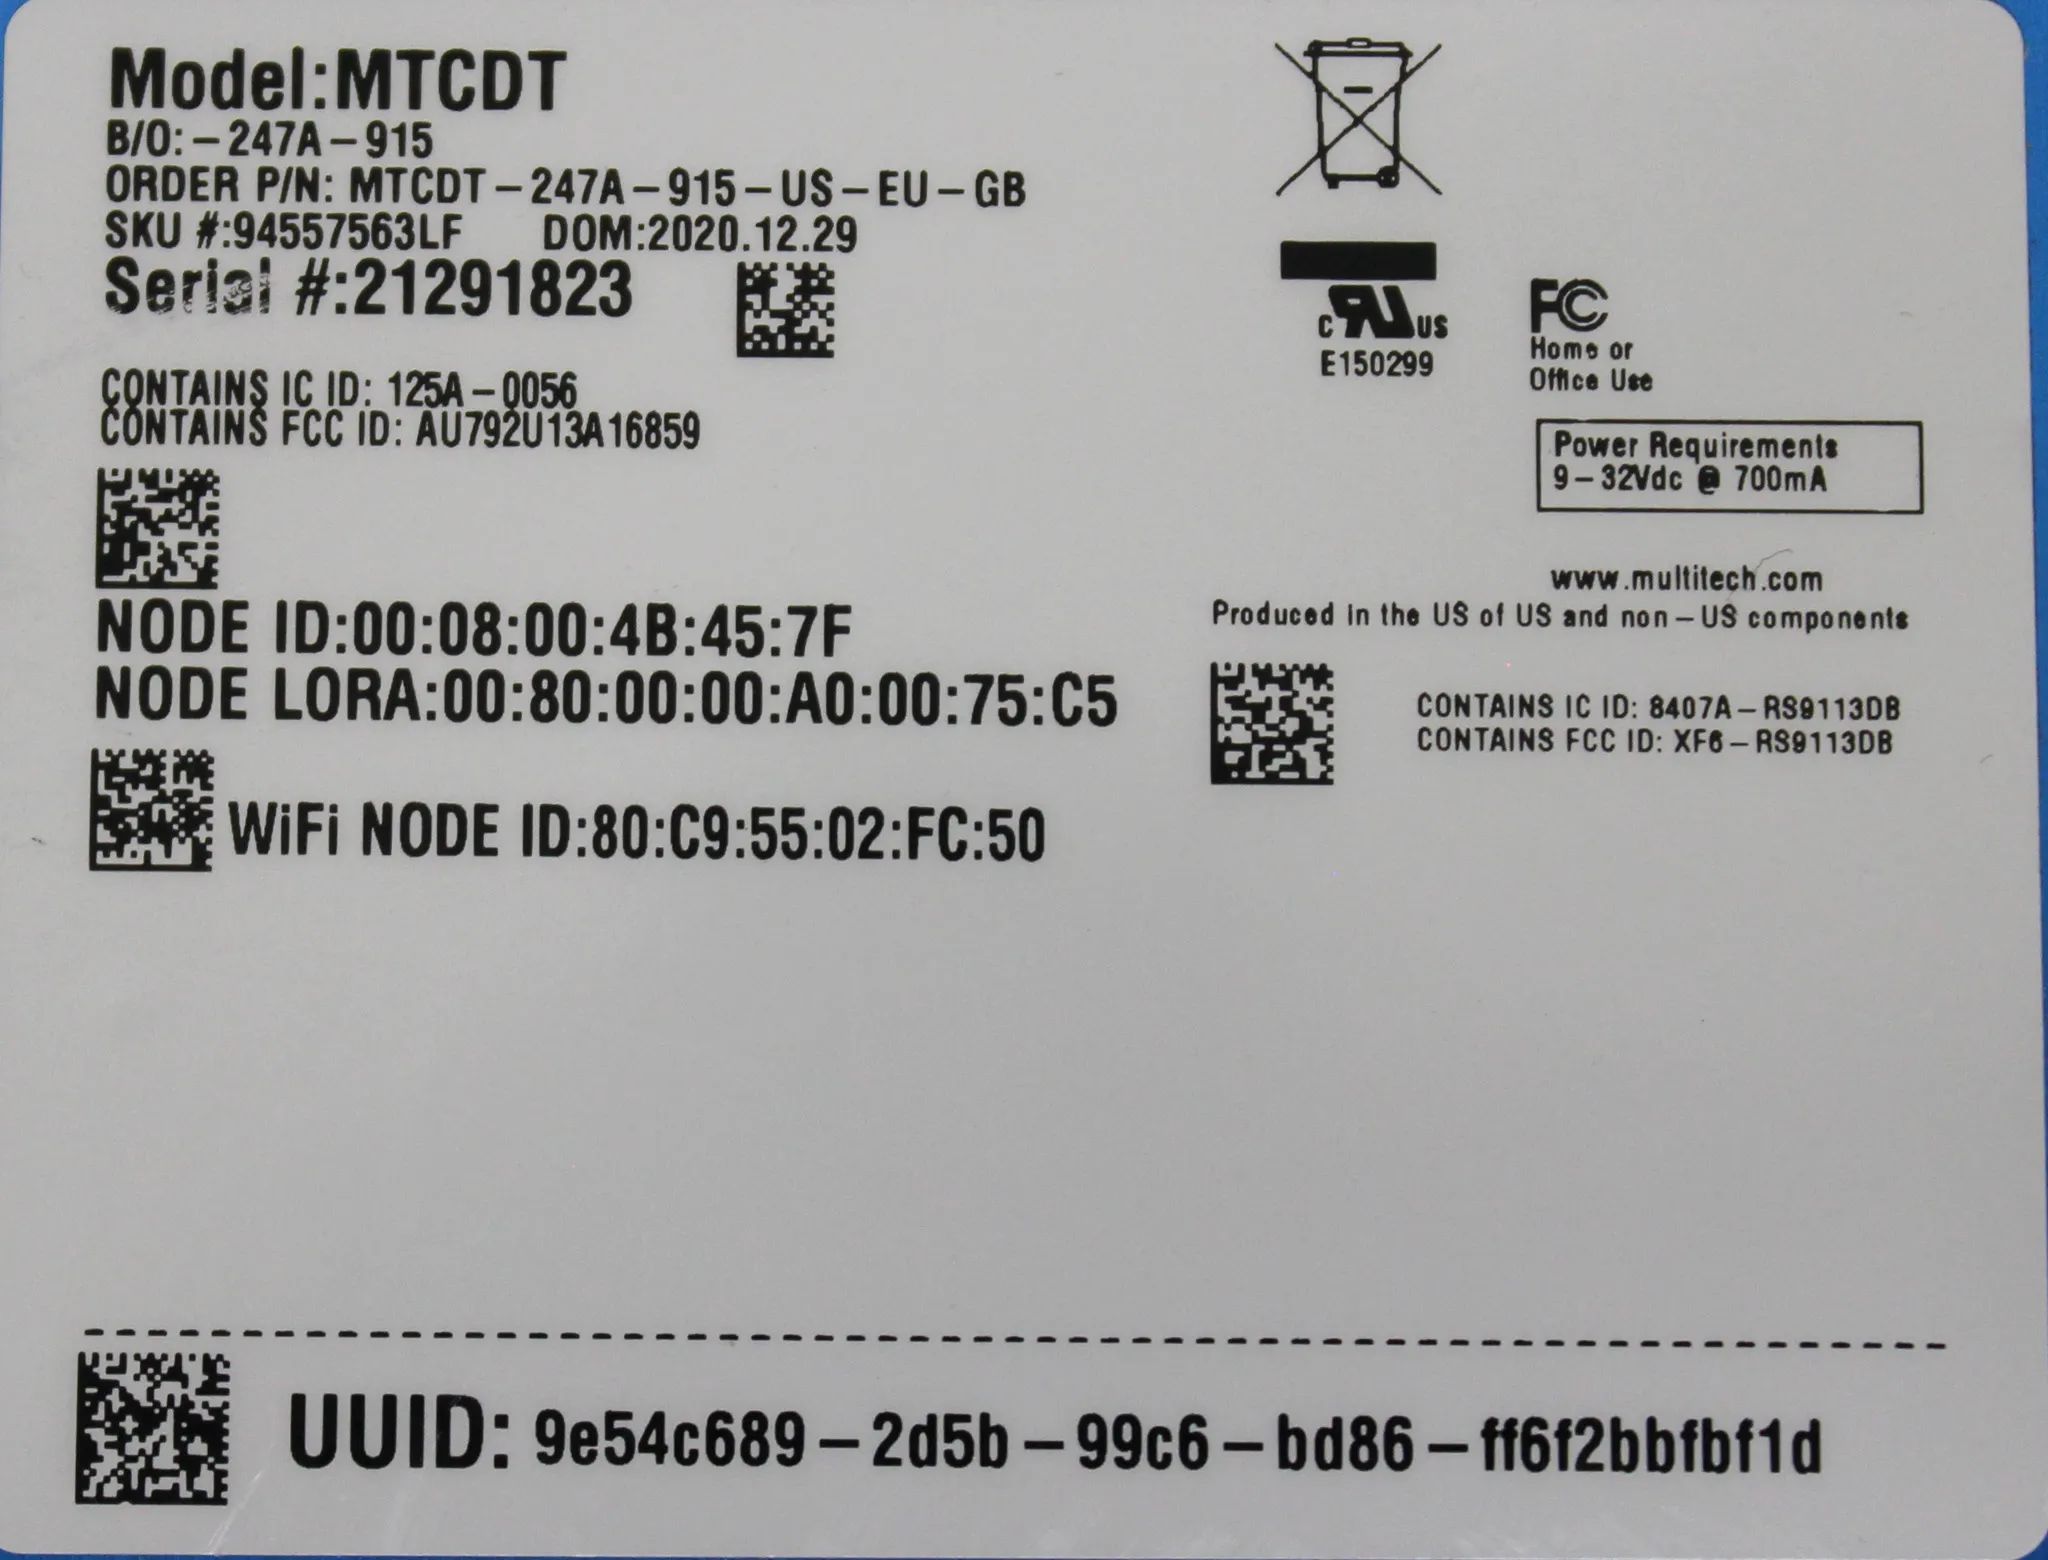 Model:MTCDT
B/O:-247A-915
ORDER P/N: MTCDT-247A-915-US-EU-GB
SKU #:94557563LF DOM:2020.12.29
Serial #:21291823
CONTAINS IC ID: 125A-0056
CONTAINS FCC ID: AU792U13A16859
NODE ID:00:08:00:4B:45:7F
NODE LORA:00:80:00:00:A0:00:75:C5
WiFi NODE ID:80:C9:55:02:FC:50
C RU US
E150299
FC
Home or
Office Use
Power Requirements
9-32Vdc @ 700mA
www.multitech.com
Produced in the US of US and non-US components
CONTAINS IC ID: 8407A-RS9113DB
CONTAINS FCC ID: XF6-RS9113DB
UUID: 9e54c689-2d5b-99c6-bd86-ff6f2bbfbf1d